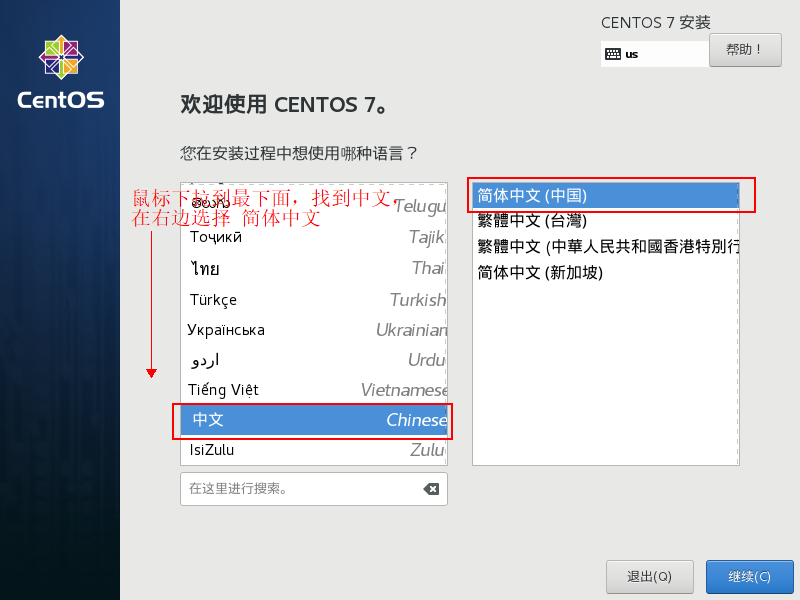 CENTOS 7 安装
us
帮助！
CentOS
欢迎使用 CENTOS 7。
您在安装过程中想使用哪种语言？
鼠标下拉到最下面，找到中文，
在右边选择 简体中文
తెలుగు Telugu
Тоҷикӣ Tajik
ไทย Thai
Türkçe Turkish
Українська Ukrainian
اردو Urdu
Tiếng Việt Vietnamese
中文 Chinese
IsiZulu Zulu
在这里进行搜索。
简体中文 (中国)
繁體中文 (台灣)
繁體中文 (中華人民共和國香港特別行
简体中文 (新加坡)
退出(Q)
继续(C)